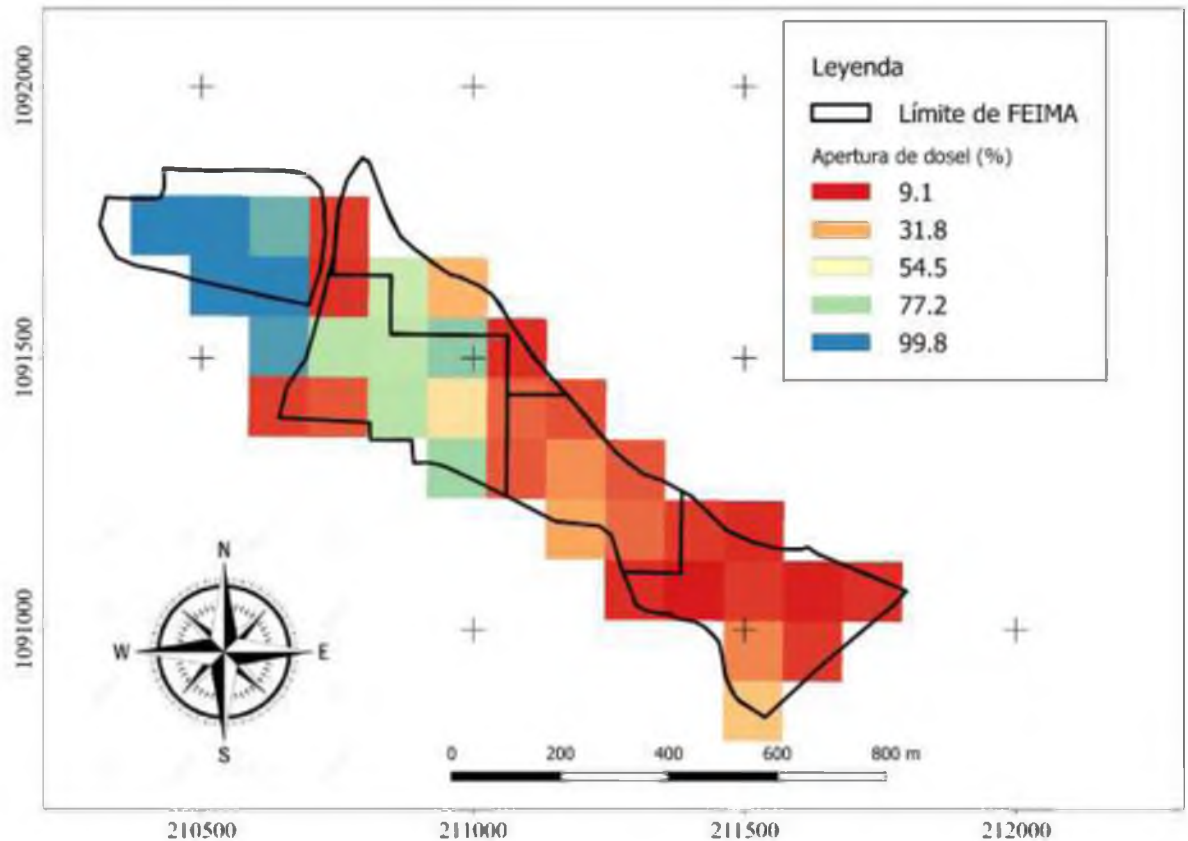 Leyenda
Límite de FEIMA
Apertura de dosel (%)
9.1
31.8
54.5
77.2
99.8
1092000
1091500
1091000
N
W
E
S
0 200 400 600 800 m
210500 211000 211500 212000